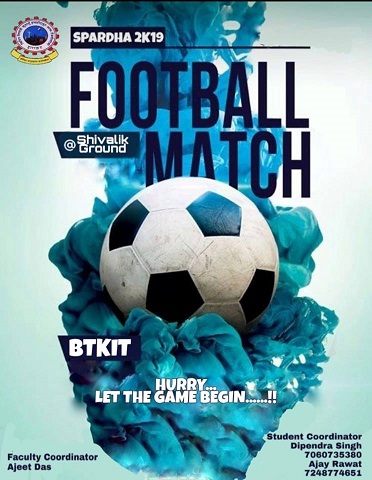 SPARDHA 2K19
FOOTBALL
@ Shivalik
Ground
MATCH
BTKIT
HURRY...
LET THE GAME BEGIN.....!!
Faculty Coordinator
Ajeet Das
Student Coordinator
Dipendra Singh
7060735380
Ajay Rawat
7248774651